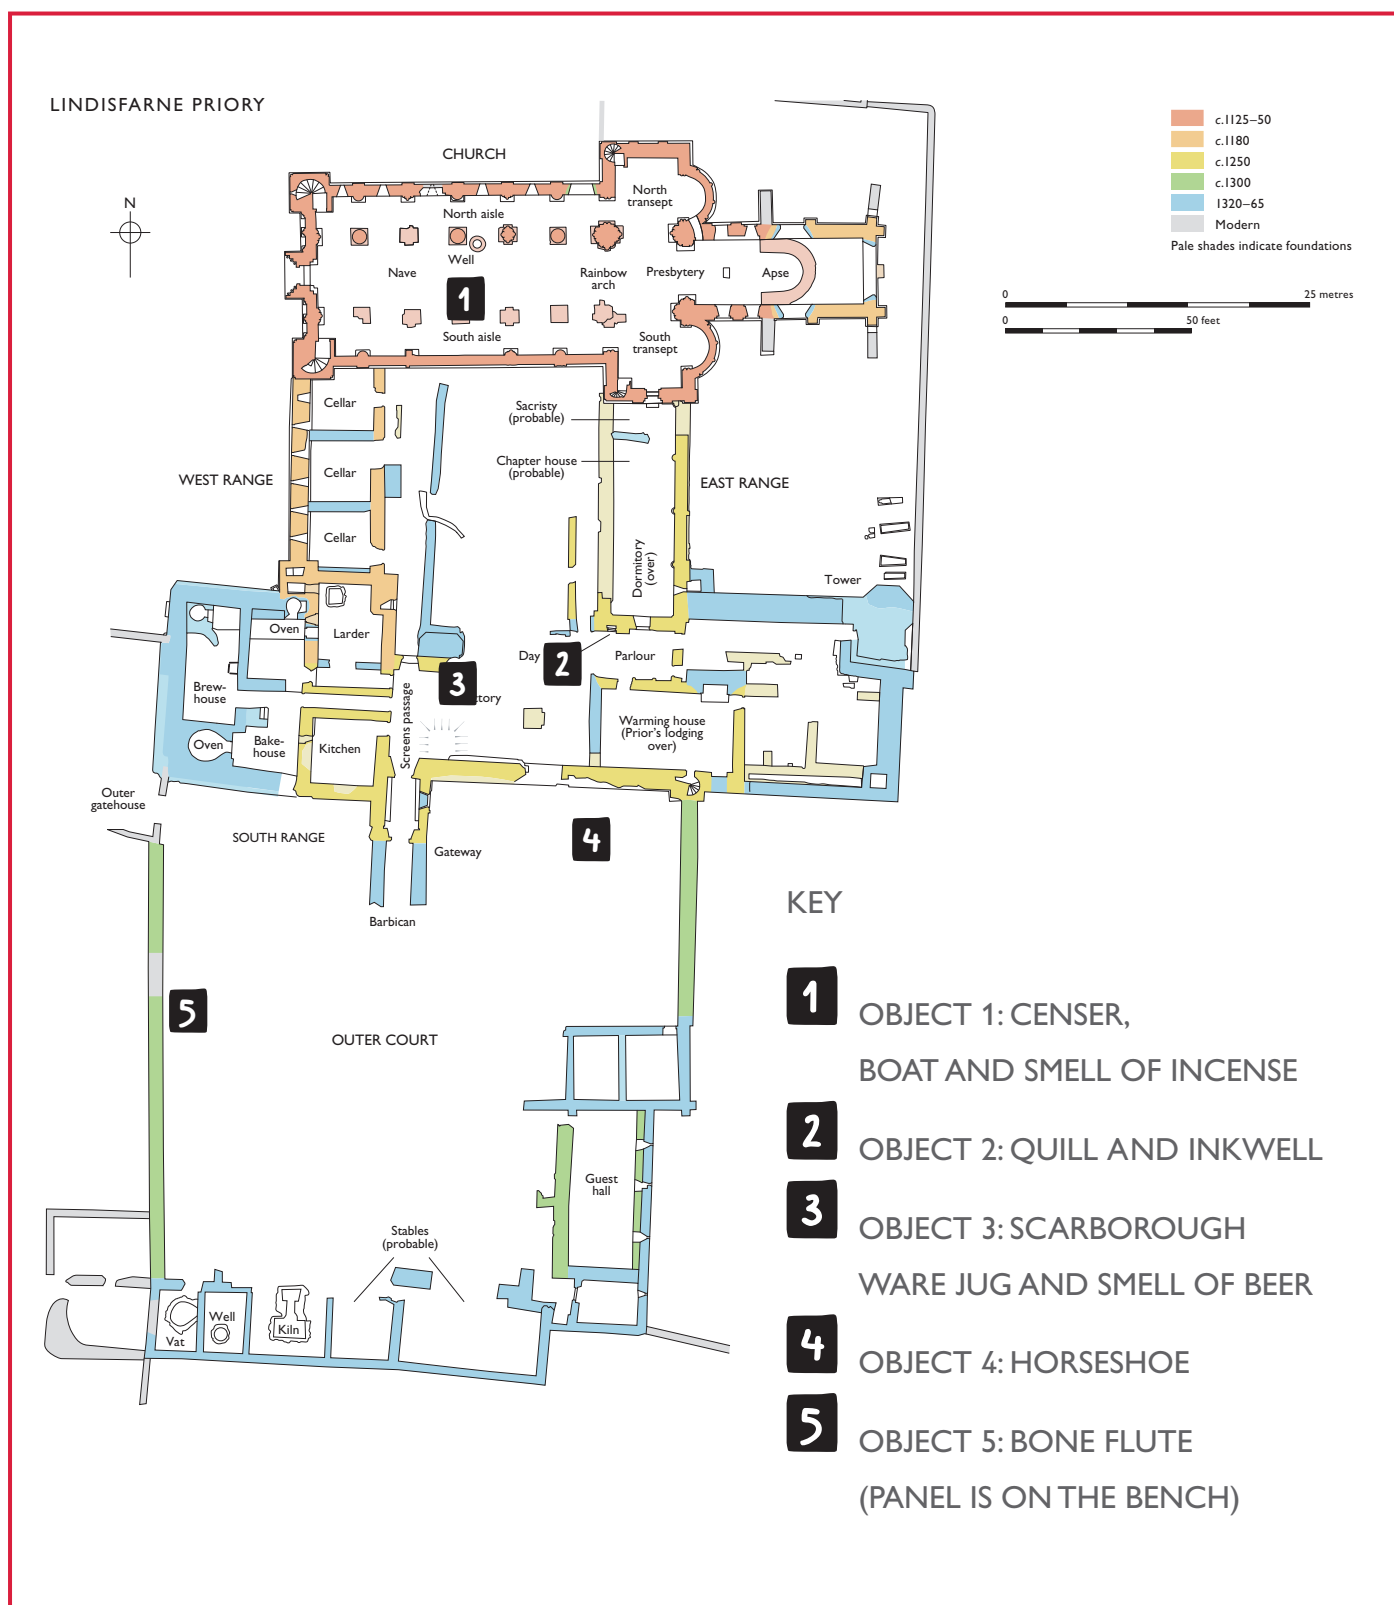 LINDISFARNE PRIORY
c.1125–50
c.1180
c.1250
c.1300
1320–65
Modern
Pale shades indicate foundations
0
25 metres
0
50 feet
N
CHURCH
North
transept
North aisle
Well
Nave
Rainbow
arch
Presbytery
Apse
1
South aisle
South
transept
Cellar
Sacristy
(probable)
Chapter house
(probable)
WEST RANGE
Cellar
EAST RANGE
Cellar
Dormitory
(over)
Tower
Oven
Larder
Day
2
Parlour
3
tory
Brew-
house
Screens passage
Warming house
(Prior's lodging
over)
Oven
Bake-
house
Kitchen
Outer
gatehouse
SOUTH RANGE
Gateway
4
Barbican
5
OUTER COURT
Guest
hall
Stables
(probable)
Vat
Well
Kiln
KEY
1
OBJECT 1: CENSER,
BOAT AND SMELL OF INCENSE
2
OBJECT 2: QUILL AND INKWELL
3
OBJECT 3: SCARBOROUGH
WARE JUG AND SMELL OF BEER
4
OBJECT 4: HORSESHOE
5
OBJECT 5: BONE FLUTE
(PANEL IS ON THE BENCH)